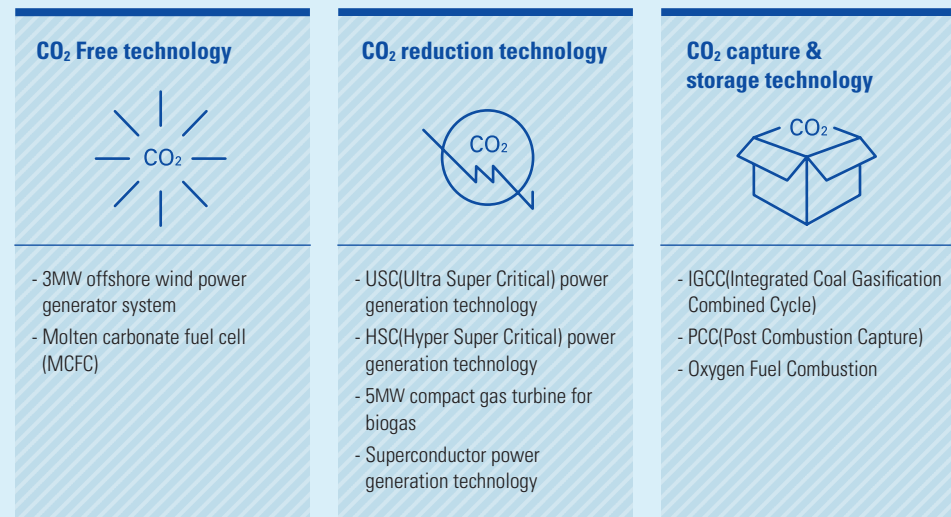 CO₂ Free technology
CO₂
- 3MW offshore wind power
generator system
- Molten carbonate fuel cell
(MCFC)
CO₂ reduction technology
CO₂
- USC(Ultra Super Critical) power
generation technology
- HSC(Hyper Super Critical) power
generation technology
- 5MW compact gas turbine for
biogas
- Superconductor power
generation technology
CO₂ capture &
storage technology
CO₂
- IGCC(Integrated Coal Gasification
Combined Cycle)
- PCC(Post Combustion Capture)
- Oxygen Fuel Combustion